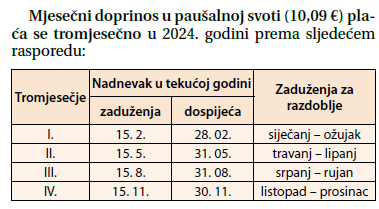 Mjesečni doprinos u paušalnoj svoti (10,09 €) pla-
ća se tromjesečno u 2024. godini prema sljedećem
rasporedu:
Tromjesečje Nadnevak u tekućoj godini Zaduženja za razdoblje
zaduženja dospijeća
I. 15. 2. 28. 02. siječanj – ožujak
II. 15. 5. 31. 05. travanj – lipanj
III. 15. 8. 31. 08. srpanj – rujan
IV. 15. 11. 30. 11. listopad – prosinac